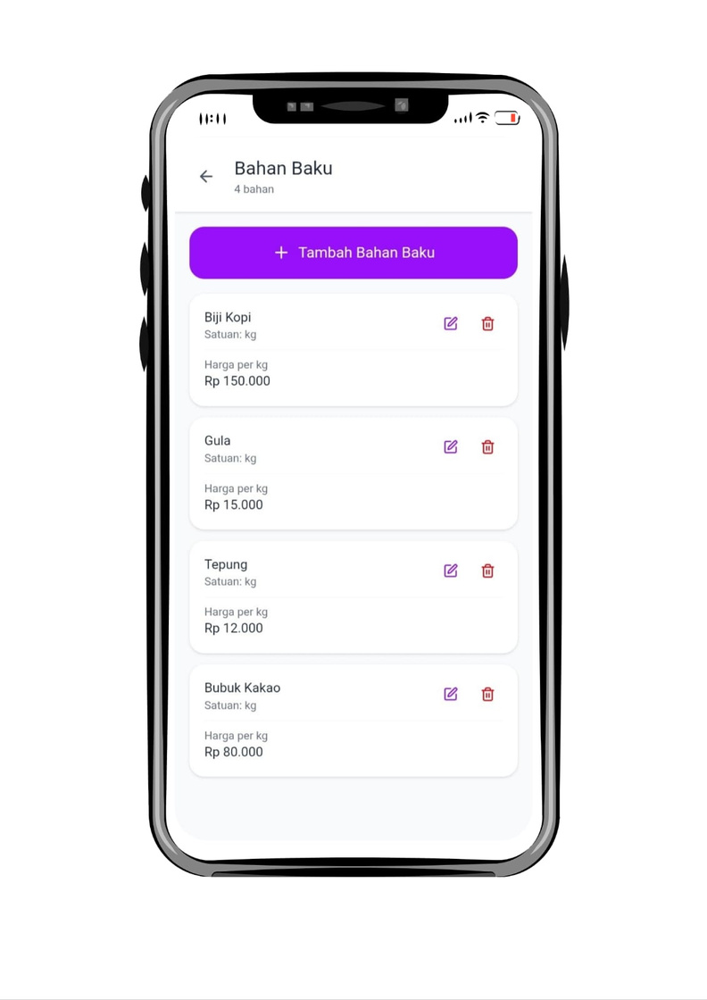 11:11
Bahan Baku
4 bahan
+ Tambah Bahan Baku
Biji Kopi
Satuan: kg
Harga per kg
Rp 150.000
Gula
Satuan: kg
Harga per kg
Rp 15.000
Tepung
Satuan: kg
Harga per kg
Rp 12.000
Bubuk Kakao
Satuan: kg
Harga per kg
Rp 80.000